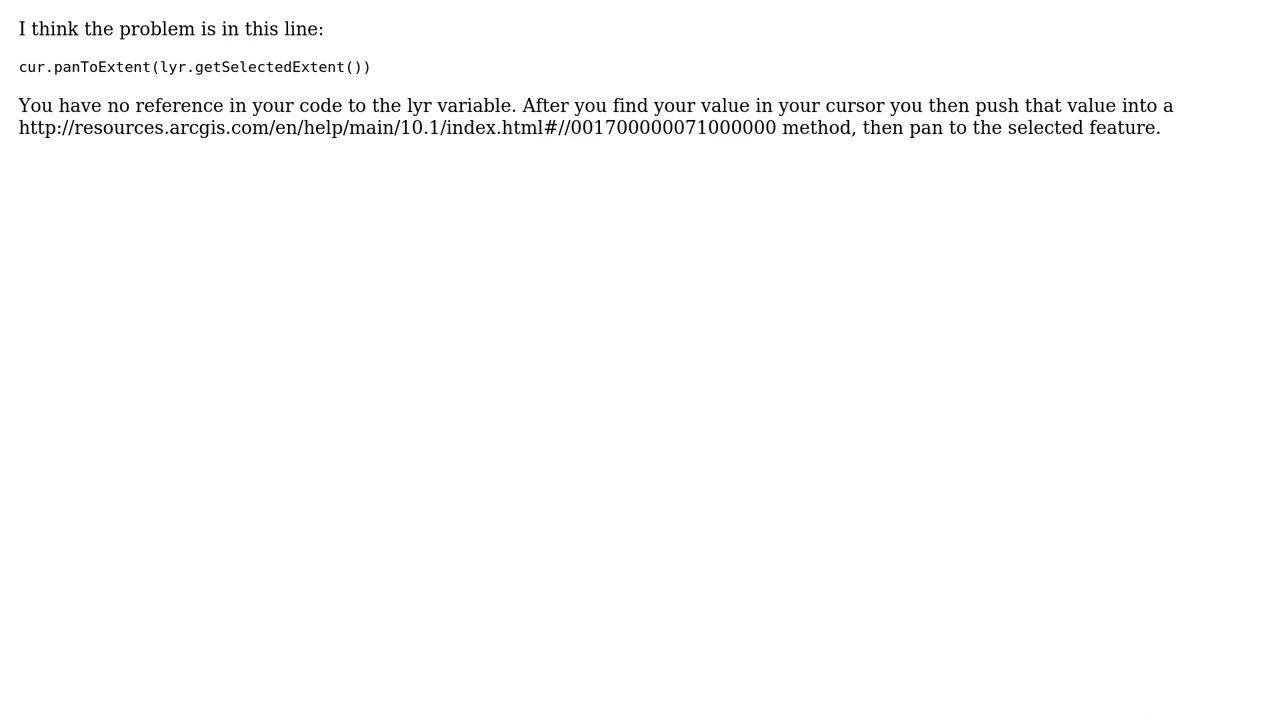 I think the problem is in this line:
cur.panToExtent(lyr.getSelectedExtent())
You have no reference in your code to the lyr variable. After you find your value in your cursor you then push that value into a
http://resources.arcgis.com/en/help/main/10.1/index.html#//001700000071000000 method, then pan to the selected feature.